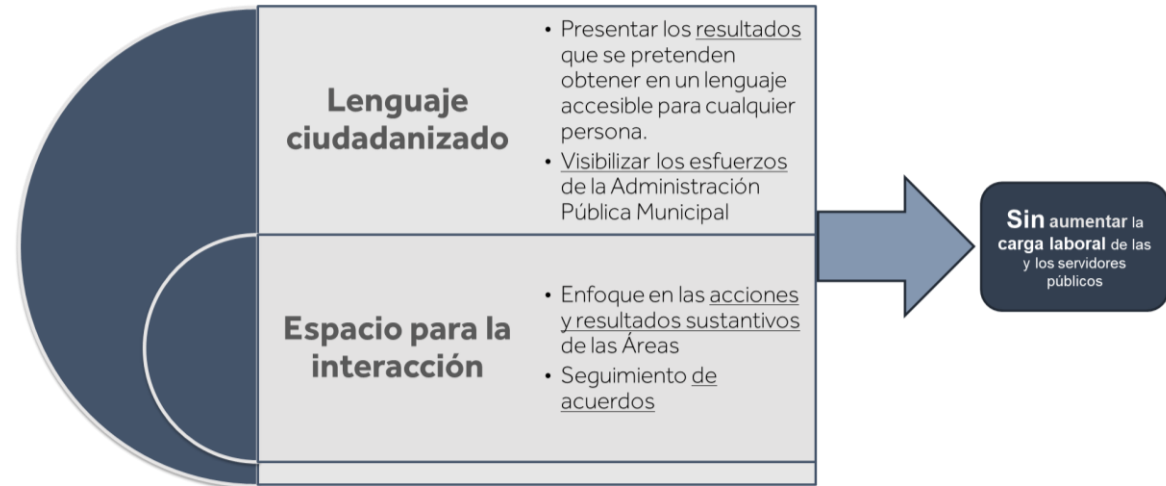 Lenguaje
ciudadanizado
• Presentar los resultados
que se pretenden
obtener en un lenguaje
accesible para cualquier
persona.
• Visibilizar los esfuerzos
de la Administración
Pública Municipal
Espacio para la
interacción
• Enfoque en las acciones
y resultados sustantivos
de las Áreas
• Seguimiento de
acuerdos
Sin aumentar la
carga laboral de las
y los servidores
públicos